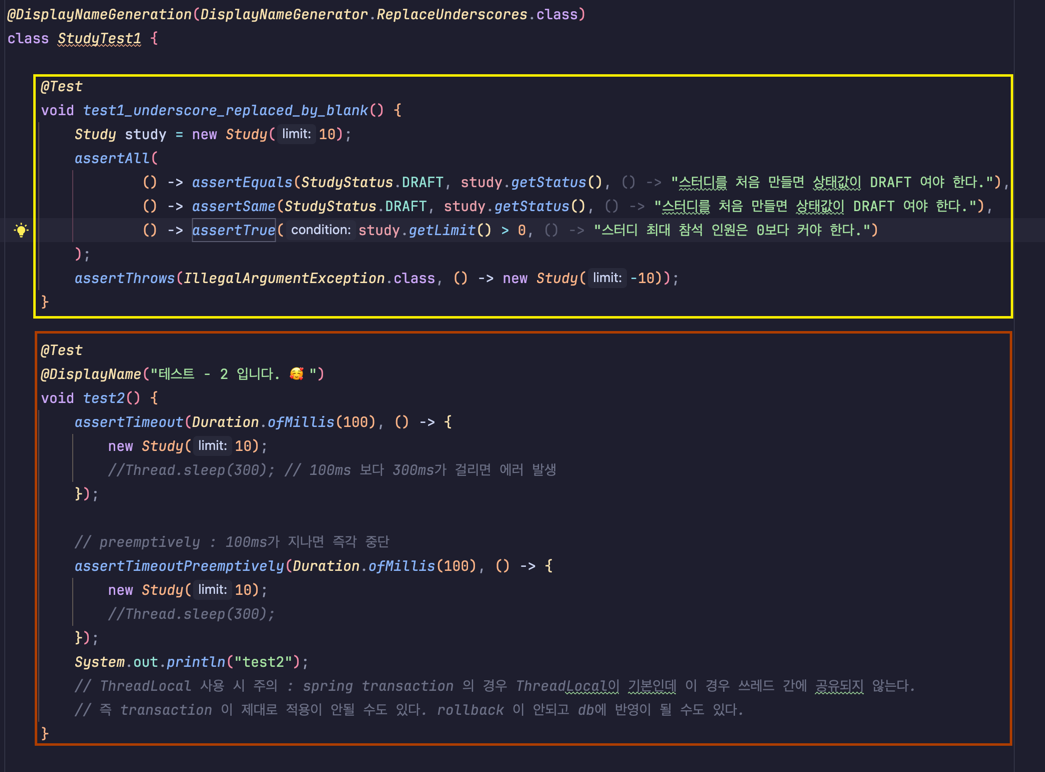 @DisplayNameGeneration(DisplayNameGenerator.ReplaceUnderscores.class)
class StudyTest1 {
@Test
void test1_underscore_replaced_by_blank() {
Study study = new Study( limit: 10);
assertAll(
() -> assertEquals(StudyStatus.DRAFT, study.getStatus(), () -> "스터디를 처음 만들면 상태값이 DRAFT 여야 한다."),
() -> assertSame(StudyStatus.DRAFT, study.getStatus(), () -> "스터디를 처음 만들면 상태값이 DRAFT 여야 한다."),
() -> assertTrue( condition: study.getLimit() > 0, () -> "스터디 최대 참석 인원은 0보다 커야 한다.")
);
assertThrows(IllegalArgumentException.class, () -> new Study( limit: -10));
}
@Test
@DisplayName("테스트 - 2 입니다. 🥰 ")
void test2() {
assertTimeout(Duration.ofMillis(100), () -> {
new Study( limit: 10);
//Thread.sleep(300); // 100ms 보다 300ms가 걸리면 에러 발생
});
// preemptively : 100ms가 지나면 즉각 중단
assertTimeoutPreemptively(Duration.ofMillis(100), () -> {
new Study( limit: 10);
//Thread.sleep(300);
});
System.out.println("test2");
// ThreadLocal 사용 시 주의 : spring transaction 의 경우 ThreadLocal이 기본인데 이 경우 쓰레드 간에 공유되지 않는다.
// 즉 transaction 이 제대로 적용이 안될 수도 있다. rollback 이 안되고 db에 반영이 될 수도 있다.
}